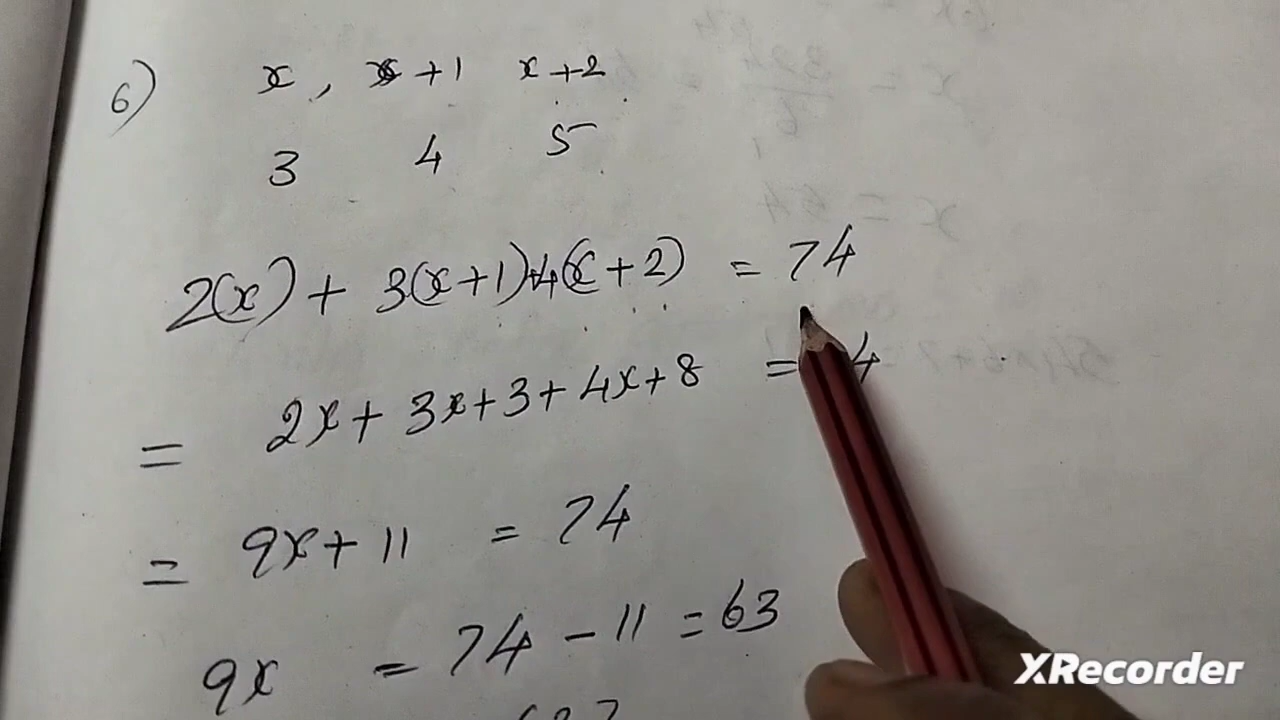 6) x , x + 1 x + 2
3 4 5
2(x) + 3(x+1)+4(x+2) = 74
= 2x + 3x+3+4x+8 = 4
= 9x + 11 = 74
9x = 74 - 11 = 63
XRecorder